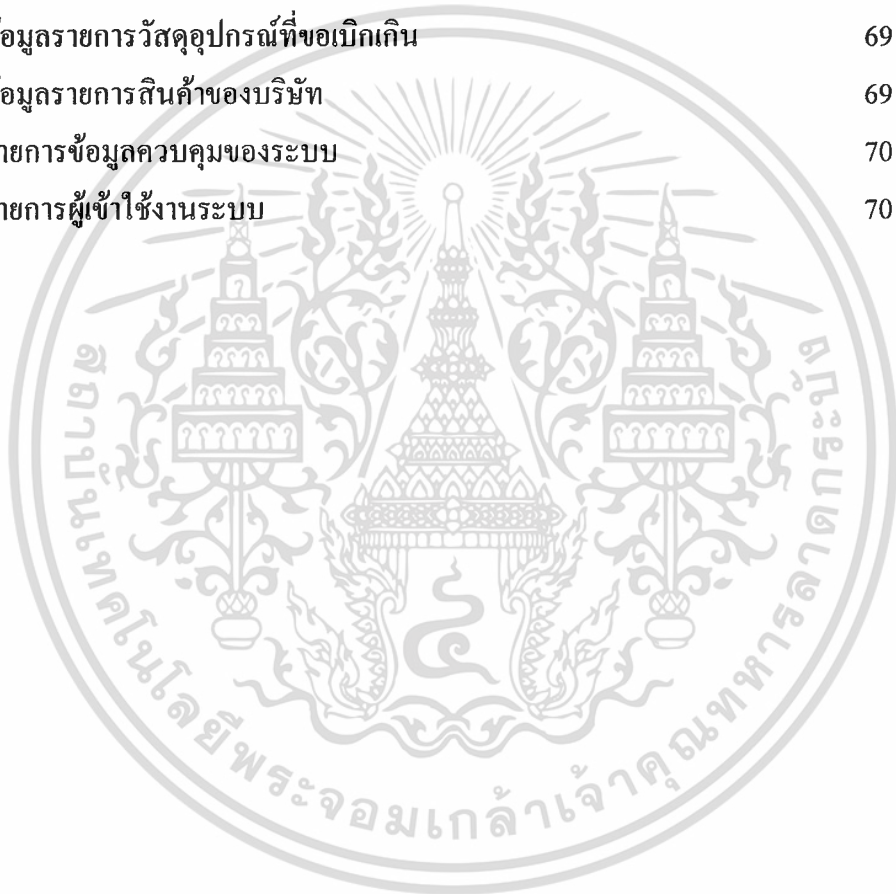 ข้อมูลรายการวัสดุอุปกรณ์ที่ขอเบิกเกิน 69
ข้อมูลรายการสินค้าของบริษัท 69
รายการข้อมูลควบคุมของระบบ 70
รายการผู้เข้าใช้งานระบบ 70
สถาบันเทคโนโลยีพระจอมเกล้าเจ้าคุณทหารลาดกระบัง
๔